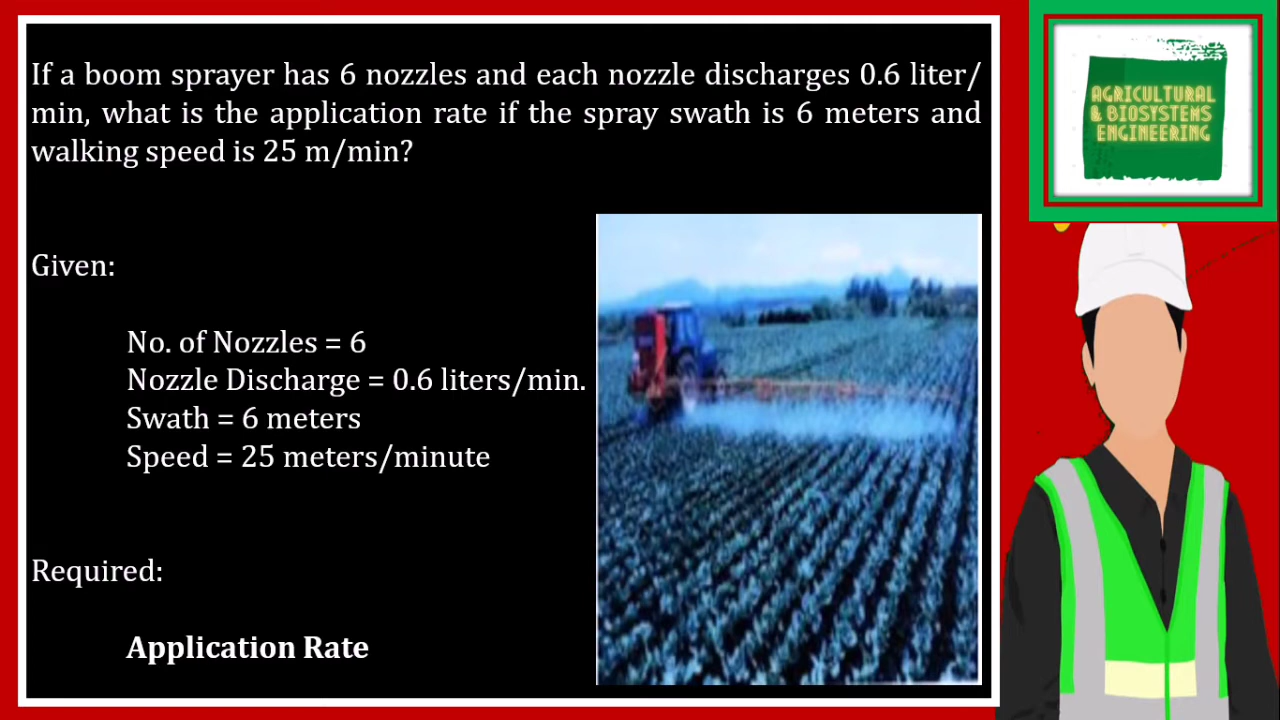 If a boom sprayer has 6 nozzles and each nozzle discharges 0.6 liter/
min, what is the application rate if the spray swath is 6 meters and
walking speed is 25 m/min?
Given:
No. of Nozzles = 6
Nozzle Discharge = 0.6 liters/min.
Swath = 6 meters
Speed = 25 meters/minute
Required:
Application Rate
AGRICULTURAL
& BIOSYSTEMS
ENGINEERING